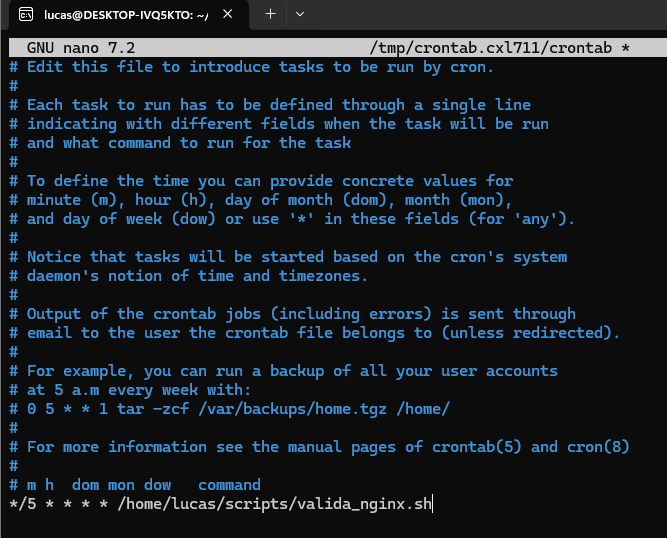 lucas@DESKTOP-IVQ5KTO: ~/
GNU nano 7.2 /tmp/crontab.cxl711/crontab *
# Edit this file to introduce tasks to be run by cron.
#
# Each task to run has to be defined through a single line
# indicating with different fields when the task will be run
# and what command to run for the task
#
# To define the time you can provide concrete values for
# minute (m), hour (h), day of month (dom), month (mon),
# and day of week (dow) or use '*' in these fields (for 'any').
#
# Notice that tasks will be started based on the cron's system
# daemon's notion of time and timezones.
#
# Output of the crontab jobs (including errors) is sent through
# email to the user the crontab file belongs to (unless redirected).
#
# For example, you can run a backup of all your user accounts
# at 5 a.m every week with:
# 0 5 * * 1 tar -zcf /var/backups/home.tgz /home/
#
# For more information see the manual pages of crontab(5) and cron(8)
#
# m h  dom mon dow   command
*/5 * * * * /home/lucas/scripts/valida_nginx.sh